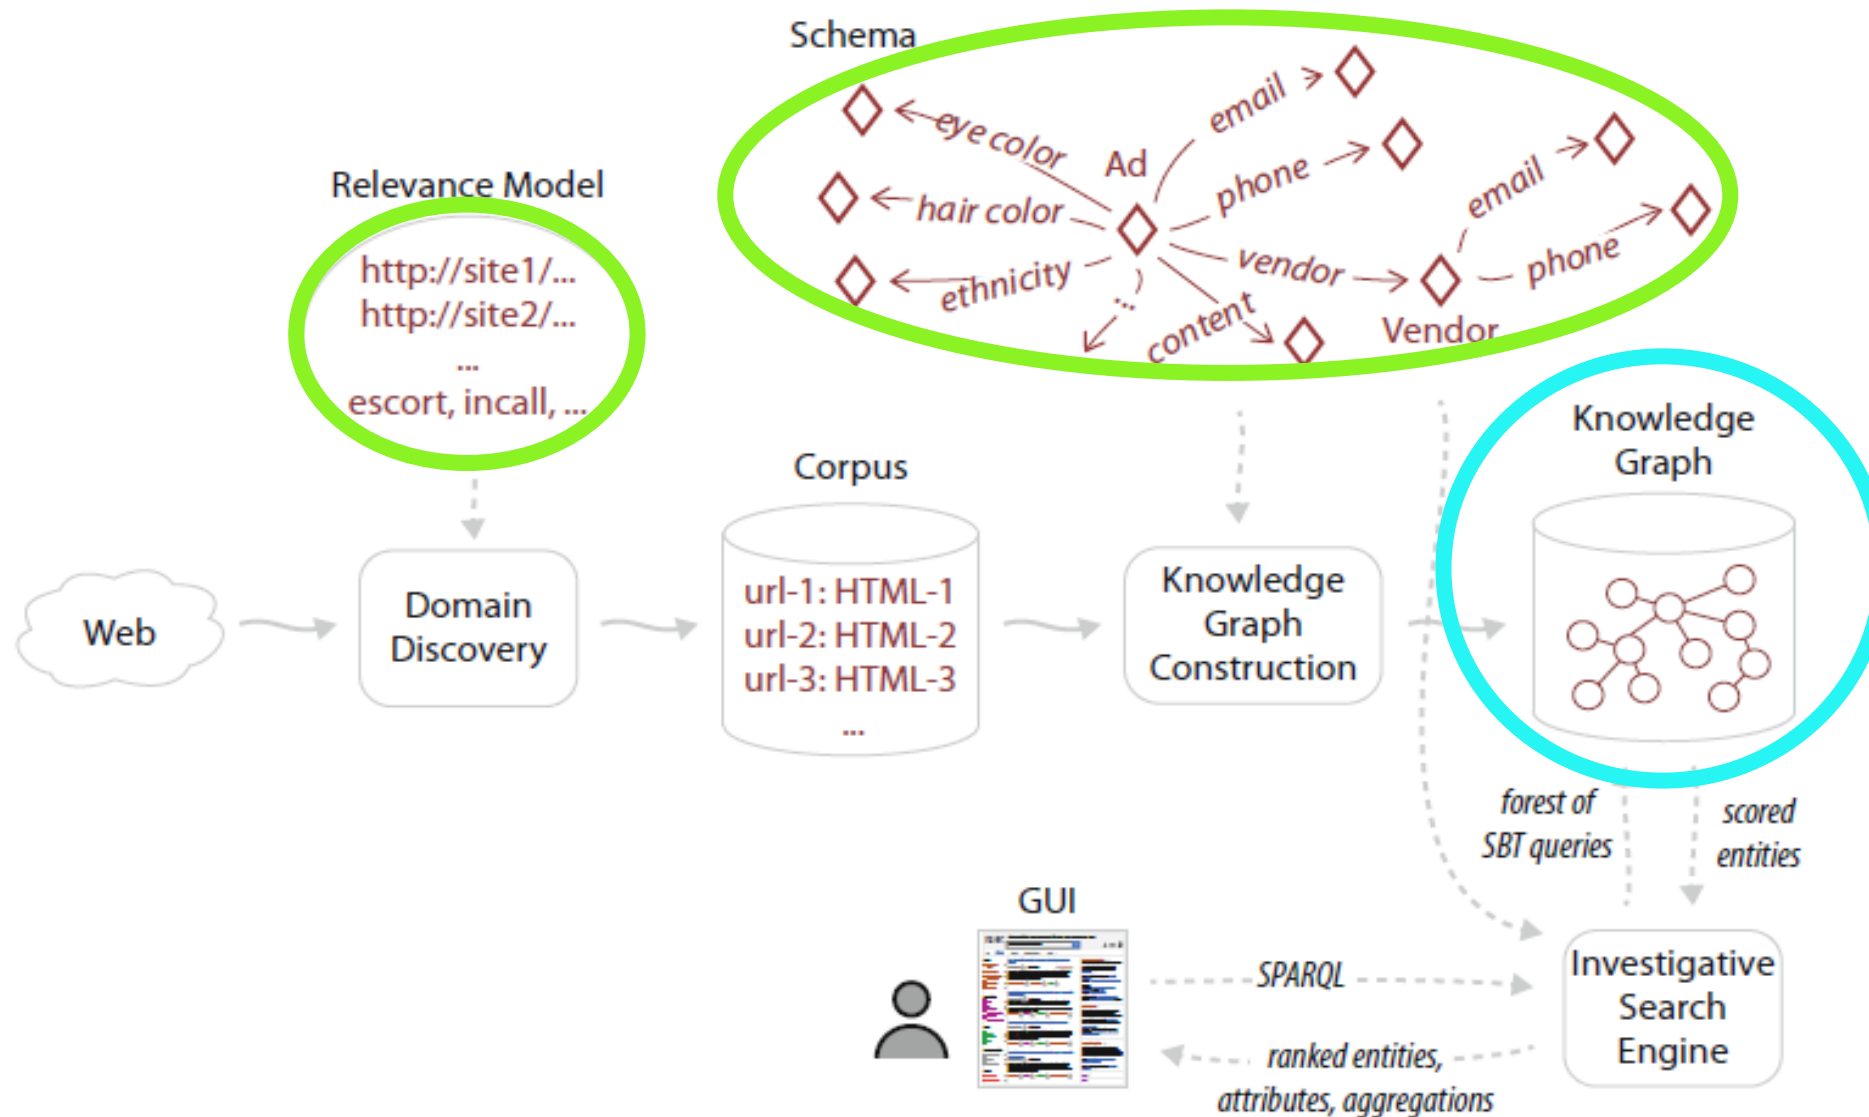 Schema
eye color
hair color
ethnicity
...
content
Ad
email
phone
vendor
Vendor
email
phone
Relevance Model
http://site1/...
http://site2/...
...
escort, incall, ...
Web
Domain
Discovery
Corpus
url-1: HTML-1
url-2: HTML-2
url-3: HTML-3
...
Knowledge
Graph
Construction
Knowledge
Graph
forest of
SBT queries
scored
entities
GUI
SPARQL
ranked entities,
attributes, aggregations
Investigative
Search
Engine